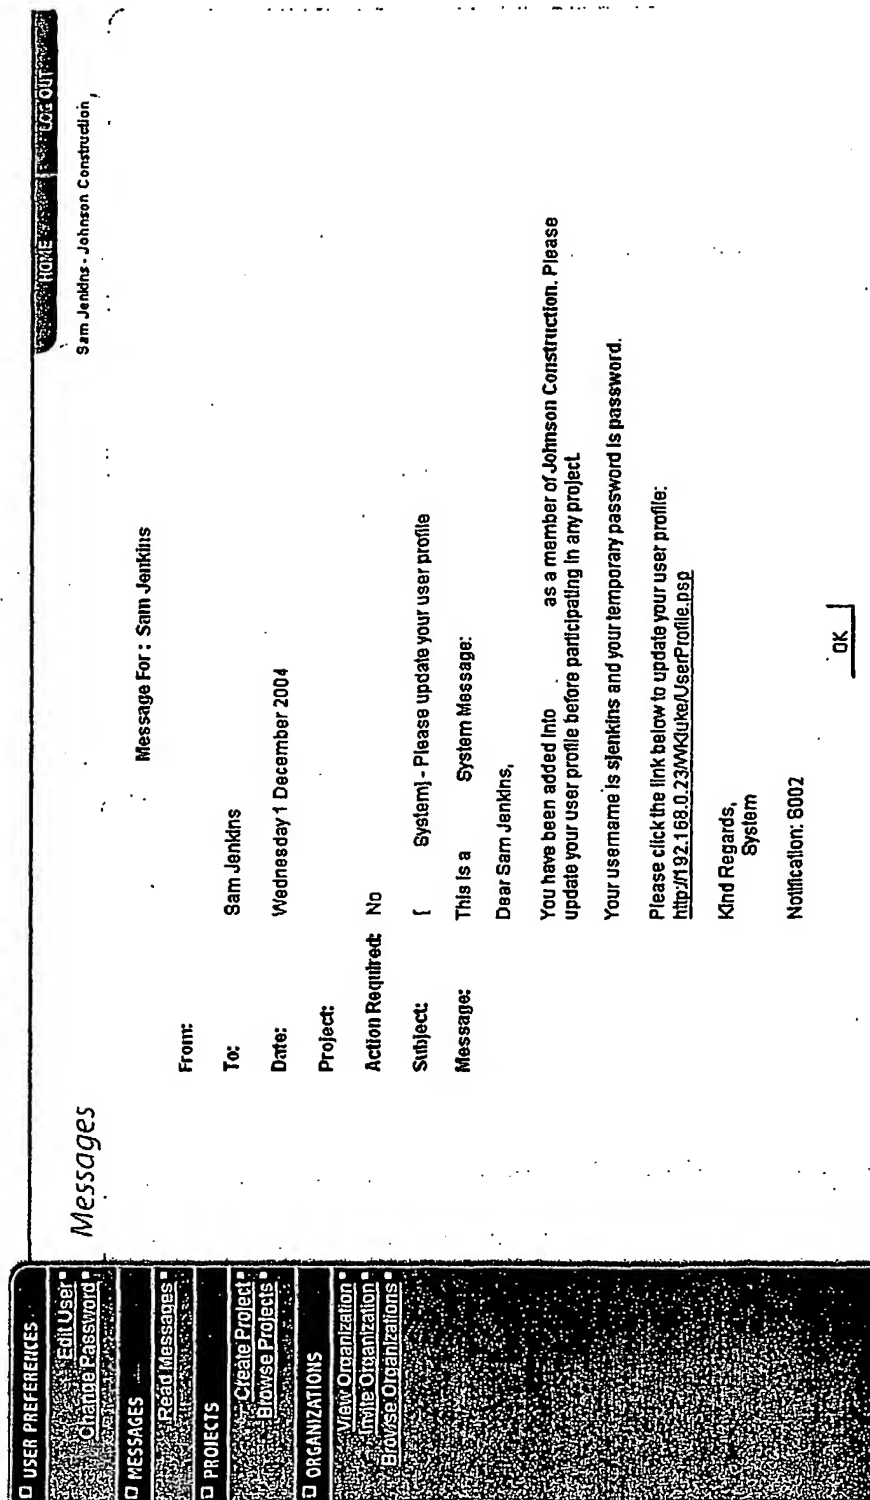 HOME LOG OUT
Sam Jenkins - Johnson Construction
USER PREFERENCES
Edit User
Change Password
MESSAGES
Read Messages
PROJECTS
Create Project
Browse Projects
ORGANIZATIONS
View Organization
Invite Organization
Browse Organizations
Messages
Message For : Sam Jenkins
From:
To: Sam Jenkins
Date: Wednesday 1 December 2004
Project:
Action Required: No
Subject: [ System] - Please update your user profile
Message: This is a System Message:
Dear Sam Jenkins,
You have been added into as a member of Johnson Construction. Please
update your user profile before participating in any project.
Your username is sjenkins and your temporary password is password.
Please click the link below to update your user profile:
http://192.168.0.23/WKluke/UserProfile.psp
Kind Regards,
System
Notification: S002
OK